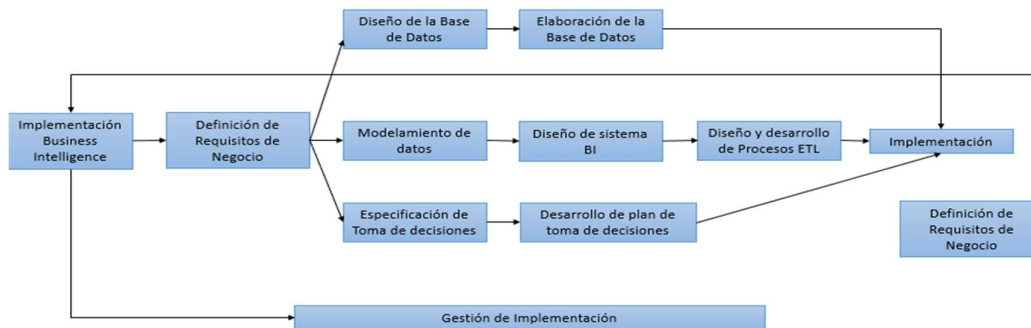 Diseño de la Base
de Datos
Elaboración de la
Base de Datos
Implementación
Business
Intelligence
Definición de
Requisitos de
Negocio
Modelamiento de
datos
Diseño de sistema
BI
Diseño y desarrollo
de Procesos ETL
Implementación
Especificación de
Toma de decisiones
Desarrollo de plan de
toma de decisiones
Definición de
Requisitos de
Negocio
Gestión de Implementación